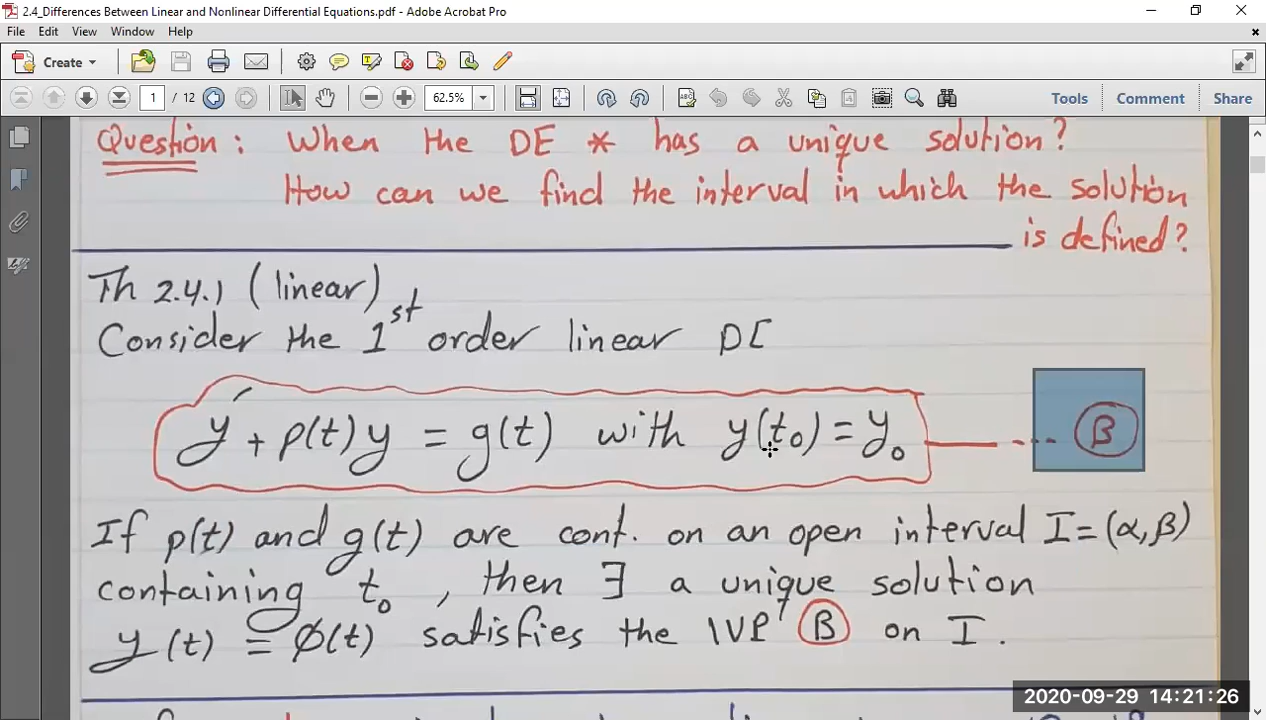 2.4_Differences Between Linear and Nonlinear Differential Equations.pdf - Adobe Acrobat Pro
File Edit View Window Help
Create
1 / 12 62.5% Tools Comment Share
Question: When the DE * has a unique solution?
How can we find the interval in which the solution
is defined?
Th 2.4.1 (linear)
Consider the 1st order linear DE
y' + p(t)y = g(t) with y(t₀) = y₀ B
If p(t) and g(t) are cont. on an open interval I = (α, β)
containing t₀, then ∃ a unique solution
y(t) = ϕ(t) satisfies the IVP B on I.
2020-09-29 14:21:26